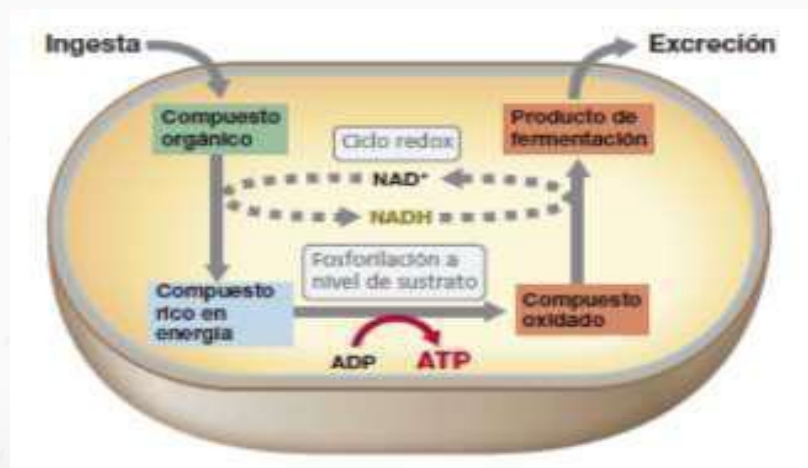 Ingesta
Excreción
Compuesto
orgánico
Producto de
fermentación
Ciclo redox
NAD⁺
NADH
Fosforilación a
nivel de sustrato
Compuesto
rico en
energía
Compuesto
oxidado
ADP
ATP